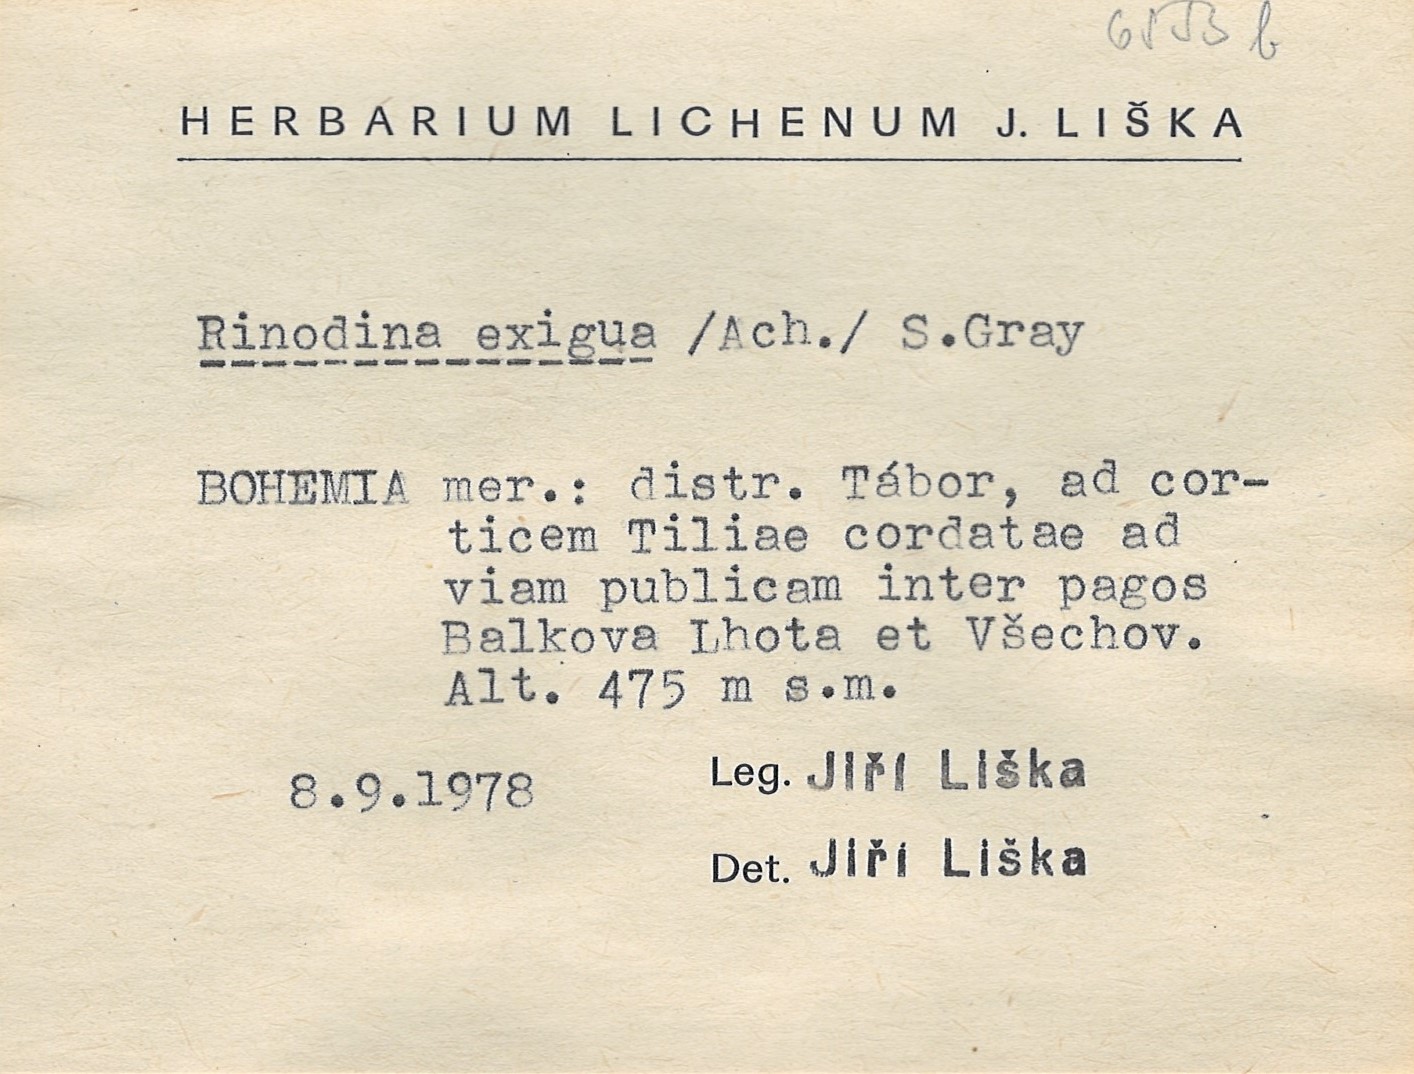 6553 b
HERBARIUM LICHENUM J. LIŠKA
Rinodina exigua /Ach./ S.Gray
BOHEMIA mer.: distr. Tábor, ad cor-
ticem Tiliae cordatae ad
viam publicam inter pagos
Balkova Lhota et Všechov.
Alt. 475 m s.m.
8.9.1978
Leg. Jiří Liška
Det. Jiří Liška